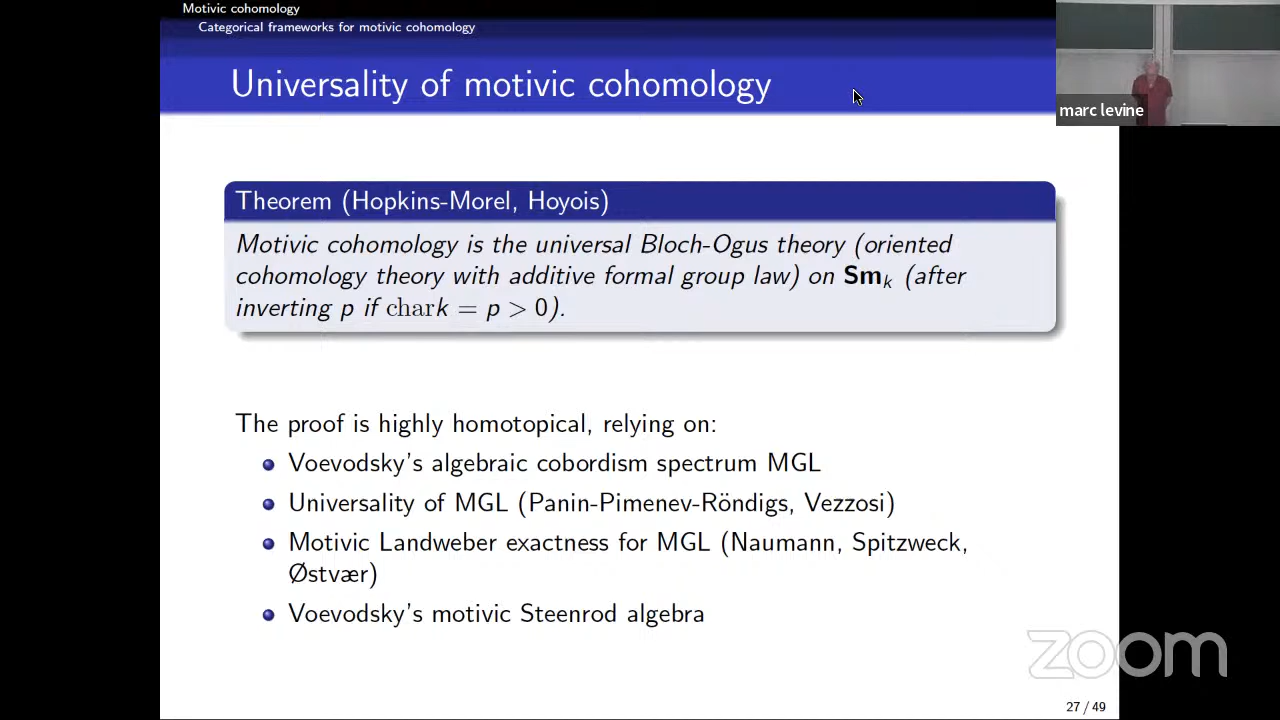 Motivic cohomology
Categorical frameworks for motivic cohomology
Universality of motivic cohomology
marc levine
Theorem (Hopkins-Morel, Hoyois)
Motivic cohomology is the universal Bloch-Ogus theory (oriented
cohomology theory with additive formal group law) on Smₖ (after
inverting p if chark = p > 0).
The proof is highly homotopical, relying on:
Voevodsky's algebraic cobordism spectrum MGL
Universality of MGL (Panin-Pimenev-Röndigs, Vezzosi)
Motivic Landweber exactness for MGL (Naumann, Spitzweck,
Østvær)
Voevodsky's motivic Steenrod algebra
zoom
27 / 49